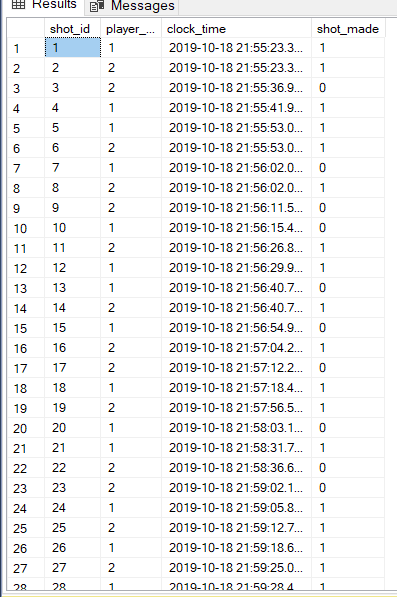 Results Messages
shot_id player_... clock_time shot_made
1 1 1 2019-10-18 21:55:23.3... 1
2 2 2 2019-10-18 21:55:23.3... 1
3 3 2 2019-10-18 21:55:36.9... 0
4 4 1 2019-10-18 21:55:41.9... 1
5 5 1 2019-10-18 21:55:53.0... 1
6 6 2 2019-10-18 21:55:53.0... 1
7 7 1 2019-10-18 21:56:02.0... 0
8 8 2 2019-10-18 21:56:02.0... 1
9 9 2 2019-10-18 21:56:11.5... 0
10 10 1 2019-10-18 21:56:15.4... 0
11 11 2 2019-10-18 21:56:26.8... 1
12 12 1 2019-10-18 21:56:29.9... 1
13 13 1 2019-10-18 21:56:40.7... 0
14 14 2 2019-10-18 21:56:40.7... 1
15 15 1 2019-10-18 21:56:54.9... 0
16 16 2 2019-10-18 21:57:04.2... 1
17 17 2 2019-10-18 21:57:12.2... 0
18 18 1 2019-10-18 21:57:18.4... 1
19 19 2 2019-10-18 21:57:56.5... 1
20 20 1 2019-10-18 21:58:03.1... 0
21 21 1 2019-10-18 21:58:31.7... 1
22 22 2 2019-10-18 21:58:36.6... 0
23 23 2 2019-10-18 21:59:02.1... 0
24 24 1 2019-10-18 21:59:05.8... 1
25 25 2 2019-10-18 21:59:12.7... 1
26 26 1 2019-10-18 21:59:18.6... 1
27 27 2 2019-10-18 21:59:25.0... 1
28 28 1 2019-10-18 21:59:28.4... 1